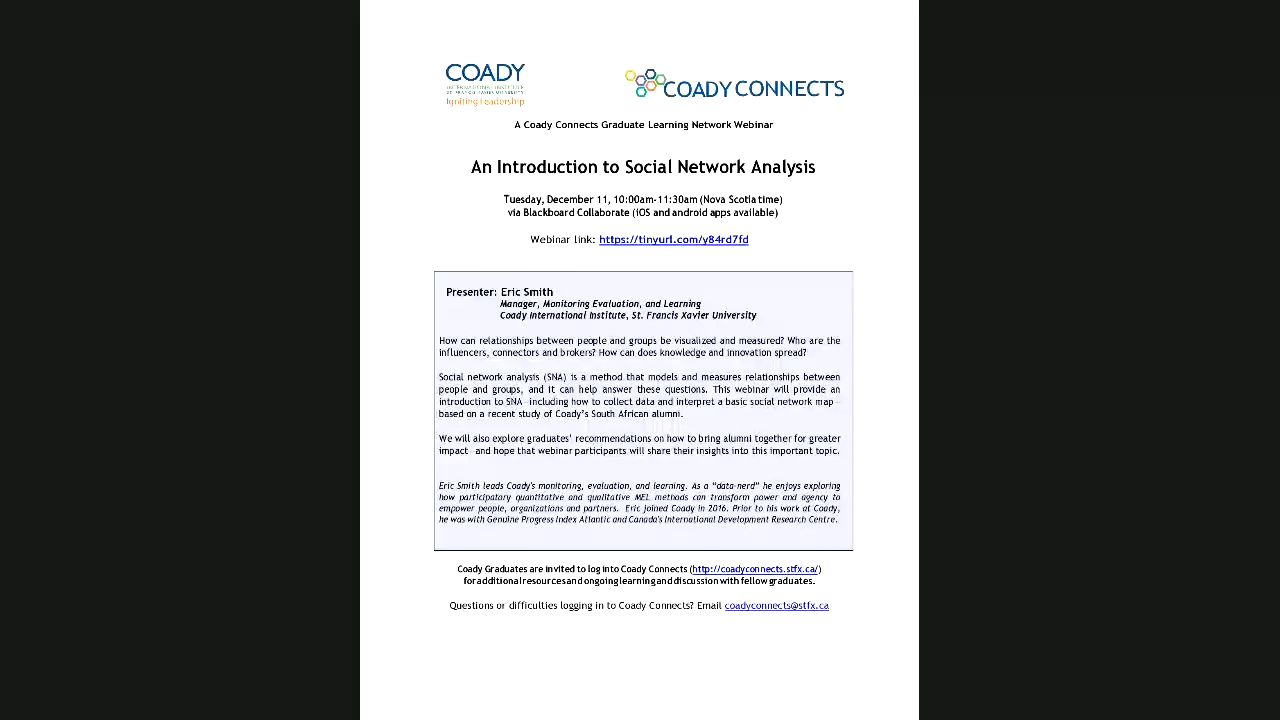 COADY
INTERNATIONAL INSTITUTE
ST. FRANCIS XAVIER UNIVERSITY
Igniting Leadership
COADY CONNECTS
A Coady Connects Graduate Learning Network Webinar
An Introduction to Social Network Analysis
Tuesday, December 11, 10:00am-11:30am (Nova Scotia time)
via Blackboard Collaborate (iOS and android apps available)
Webinar link: https://tinyurl.com/y84rd7fd
Presenter: Eric Smith
Manager, Monitoring Evaluation, and Learning
Coady International Institute, St. Francis Xavier University
How can relationships between people and groups be visualized and measured? Who are the
influencers, connectors and brokers? How can does knowledge and innovation spread?
Social network analysis (SNA) is a method that models and measures relationships between
people and groups, and it can help answer these questions. This webinar will provide an
introduction to SNA—including how to collect data and interpret a basic social network map—
based on a recent study of Coady's South African alumni.
We will also explore graduates' recommendations on how to bring alumni together for greater
impact—and hope that webinar participants will share their insights into this important topic.
Eric Smith leads Coady's monitoring, evaluation, and learning. As a "data-nerd" he enjoys exploring
how participatory quantitative and qualitative MEL methods can transform power and agency to
empower people, organizations and partners. Eric joined Coady in 2016. Prior to his work at Coady,
he was with Genuine Progress Index Atlantic and Canada's International Development Research Centre.
Coady Graduates are invited to log into Coady Connects (http://coadyconnects.stfx.ca/)
for additional resources and ongoing learning and discussion with fellow graduates.
Questions or difficulties logging in to Coady Connects? Email coadyconnects@stfx.ca